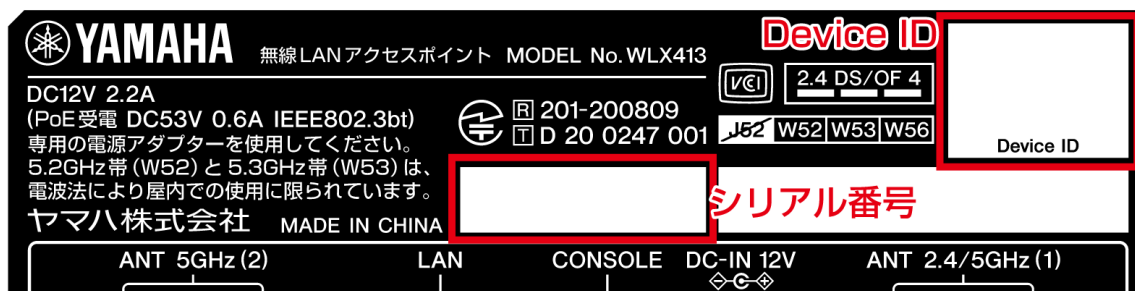 YAMAHA 無線LANアクセスポイント MODEL No. WLX413
Device ID
VCI 2.4 DS/OF 4
DC12V 2.2A
(PoE受電 DC53V 0.6A IEEE802.3bt)
専用の電源アダプターを使用してください。
5.2GHz帯(W52)と5.3GHz帯(W53)は、
電波法により屋内での使用に限られています。
ヤマハ株式会社 MADE IN CHINA
R 201-200809
T D 20 0247 001
J52 W52 W53 W56
Device ID
シリアル番号
ANT 5GHz(2) LAN CONSOLE DC-IN 12V ANT 2.4/5GHz(1)